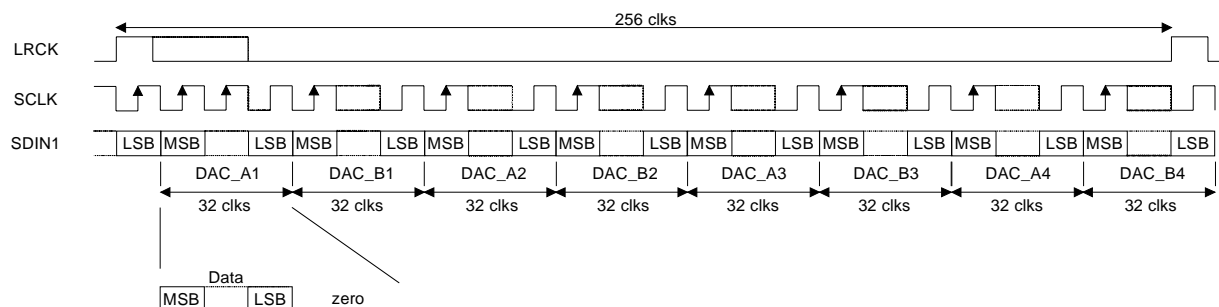 256 clks
LRCK
SCLK
SDIN1 LSB MSB LSB MSB LSB MSB LSB MSB LSB MSB LSB MSB LSB MSB LSB MSB LSB
DAC_A1 DAC_B1 DAC_A2 DAC_B2 DAC_A3 DAC_B3 DAC_A4 DAC_B4
32 clks 32 clks 32 clks 32 clks 32 clks 32 clks 32 clks 32 clks
Data
MSB LSB zero